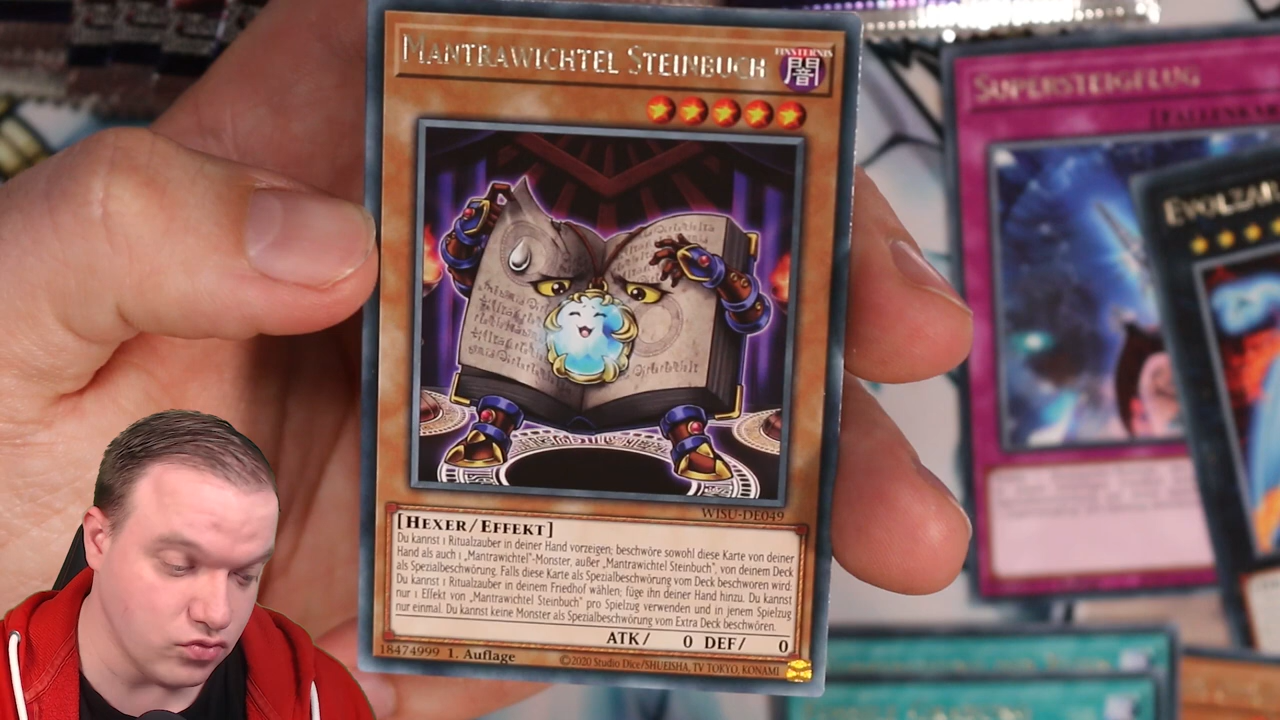 MANTRAWICHTEL STEINBUCH
FINSTERNIS
闇
WISU-DE049
[HEXER/EFFEKT]
Du kannst 1 Ritualzauber in deiner Hand vorzeigen; beschwöre sowohl diese Karte von deiner
Hand als auch 1 „Mantrawichtel"-Monster, außer „Mantrawichtel Steinbuch", von deinem Deck
als Spezialbeschwörung. Falls diese Karte als Spezialbeschwörung vom Deck beschworen wird:
Du kannst 1 Ritualzauber in deinem Friedhof wählen; füge ihn deiner Hand hinzu. Du kannst
nur 1 Effekt von „Mantrawichtel Steinbuch" pro Spielzug verwenden und in jenem Spielzug
nur einmal. Du kannst keine Monster als Spezialbeschwörung vom Extra Deck beschwören.
ATK/ 0 DEF/ 0
18474999 1. Auflage ©2020 Studio Dice/SHUEISHA, TV TOKYO, KONAMI
SUPERSTEIGFLUG
EVOLZAR